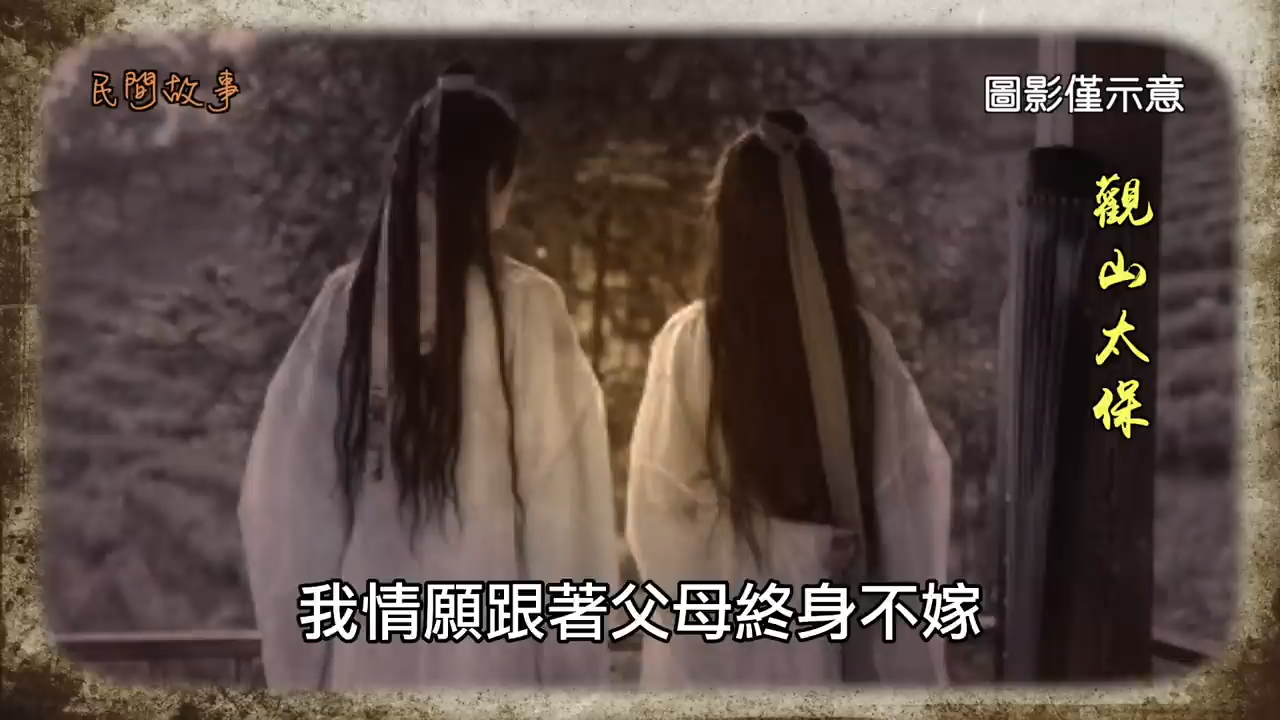 民間故事
圖影僅示意
觀山太保
我情願跟著父母終身不嫁